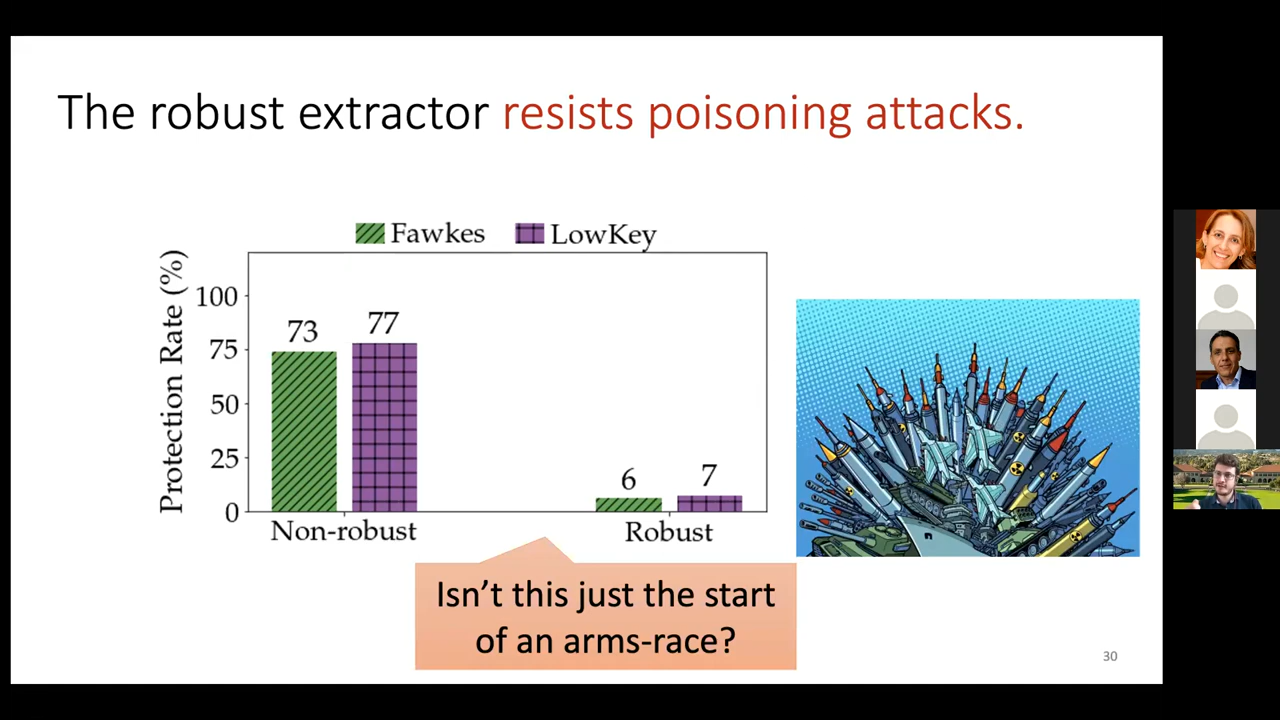 The robust extractor resists poisoning attacks.
Fawkes LowKey
Protection Rate (%)
100
75
50
25
0
73
77
6
7
Non-robust
Robust
Isn’t this just the start
of an arms-race?
30